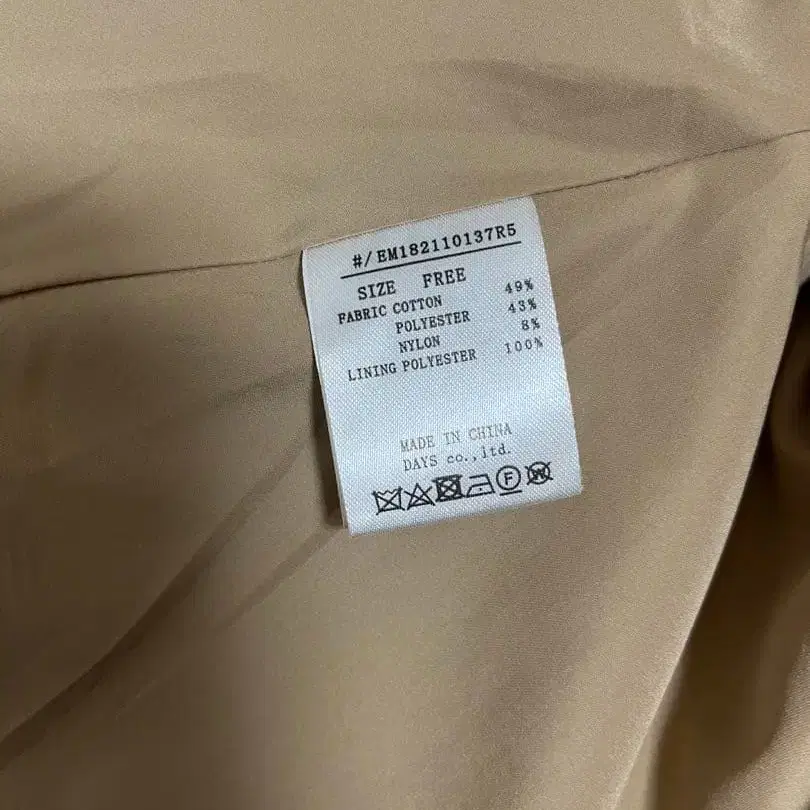 #/EM182110137R5
SIZE FREE
FABRIC COTTON 49%
POLYESTER 43%
NYLON 8%
LINING POLYESTER 100%
MADE IN CHINA
DAYS co.,ltd.
F W